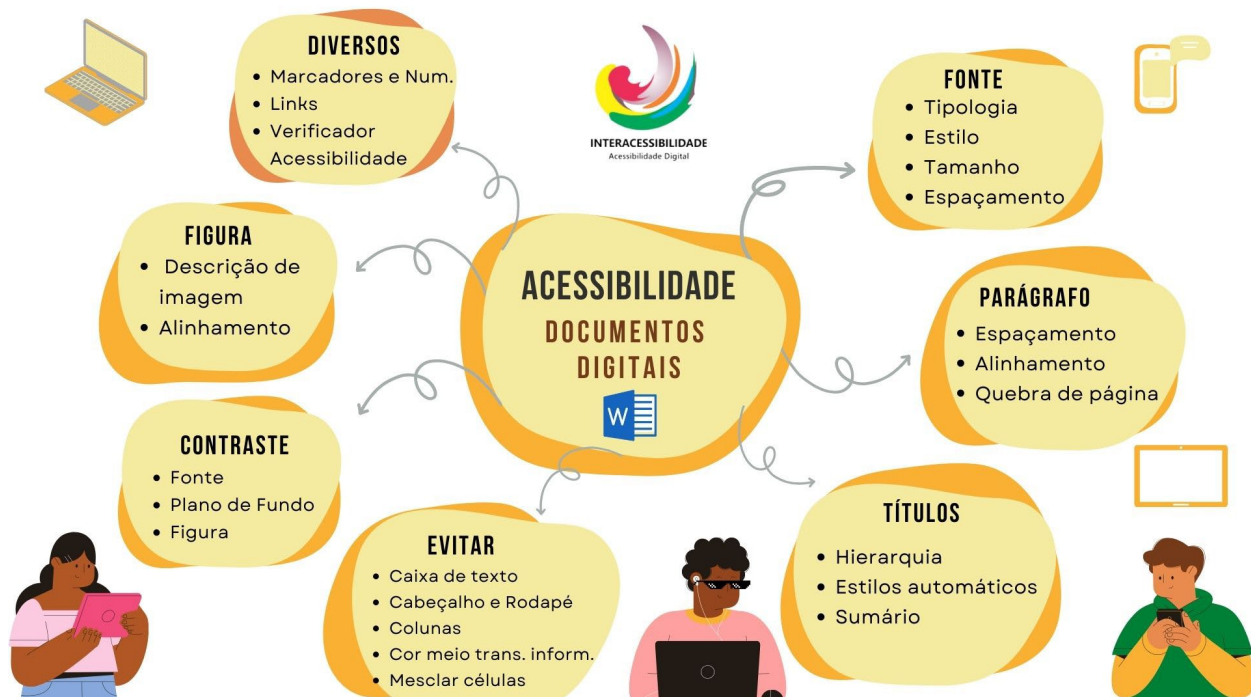 INTERACESSIBILIDADE
Acessibilidade Digital
ACESSIBILIDADE
DOCUMENTOS
DIGITAIS
W
DIVERSOS
• Marcadores e Num.
• Links
• Verificador
Acessibilidade
FIGURA
• Descrição de
imagem
• Alinhamento
CONTRASTE
• Fonte
• Plano de Fundo
• Figura
EVITAR
• Caixa de texto
• Cabeçalho e Rodapé
• Colunas
• Cor meio trans. inform.
• Mesclar células
FONTE
• Tipologia
• Estilo
• Tamanho
• Espaçamento
PARÁGRAFO
• Espaçamento
• Alinhamento
• Quebra de página
TÍTULOS
• Hierarquia
• Estilos automáticos
• Sumário